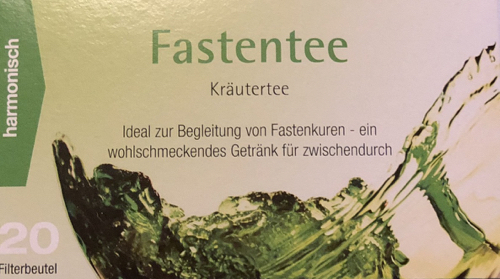 harmonisch
Fastentee
Kräutertee
Ideal zur Begleitung von Fastenkuren - ein
wohlschmeckendes Getränk für zwischendurch
20
Filterbeutel